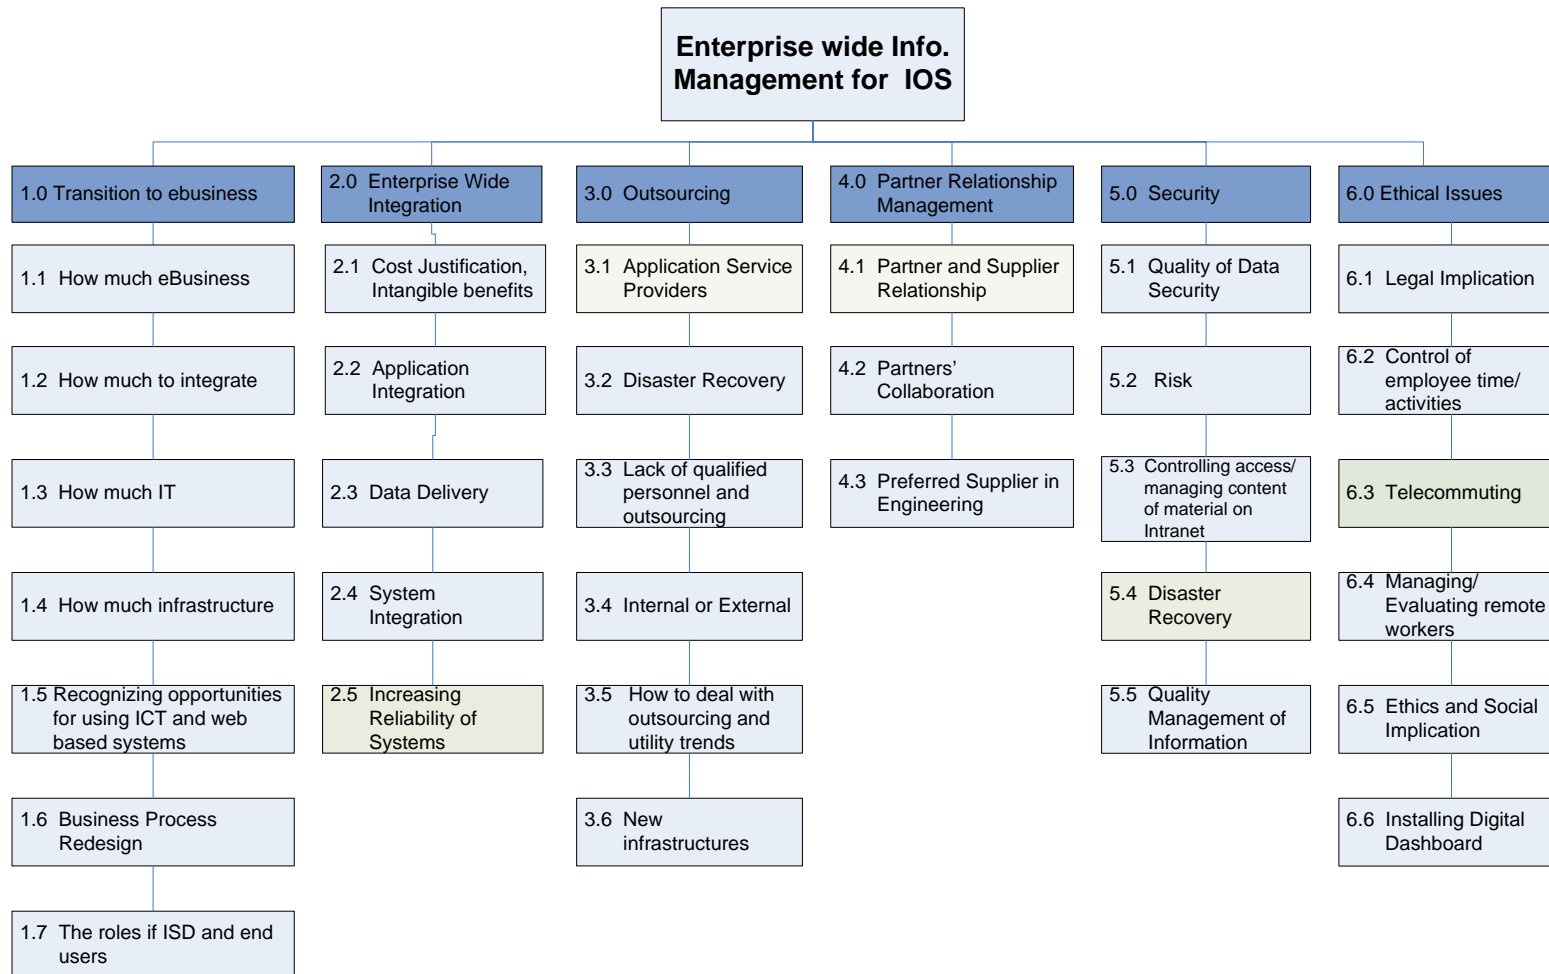 Enterprise wide Info.
Management for IOS
1.0 Transition to ebusiness
1.1 How much eBusiness
1.2 How much to integrate
1.3 How much IT
1.4 How much infrastructure
1.5 Recognizing opportunities
for using ICT and web
based systems
1.6 Business Process
Redesign
1.7 The roles if ISD and end
users
2.0 Enterprise Wide
Integration
2.1 Cost Justification,
Intangible benefits
2.2 Application
Integration
2.3 Data Delivery
2.4 System
Integration
2.5 Increasing
Reliability of
Systems
3.0 Outsourcing
3.1 Application Service
Providers
3.2 Disaster Recovery
3.3 Lack of qualified
personnel and
outsourcing
3.4 Internal or External
3.5 How to deal with
outsourcing and
utility trends
3.6 New
infrastructures
4.0 Partner Relationship
Management
4.1 Partner and Supplier
Relationship
4.2 Partners’
Collaboration
4.3 Preferred Supplier in
Engineering
5.0 Security
5.1 Quality of Data
Security
5.2 Risk
5.3 Controlling access/
managing content
of material on
Intranet
5.4 Disaster
Recovery
5.5 Quality
Management of
Information
6.0 Ethical Issues
6.1 Legal Implication
6.2 Control of
employee time/
activities
6.3 Telecommuting
6.4 Managing/
Evaluating remote
workers
6.5 Ethics and Social
Implication
6.6 Installing Digital
Dashboard